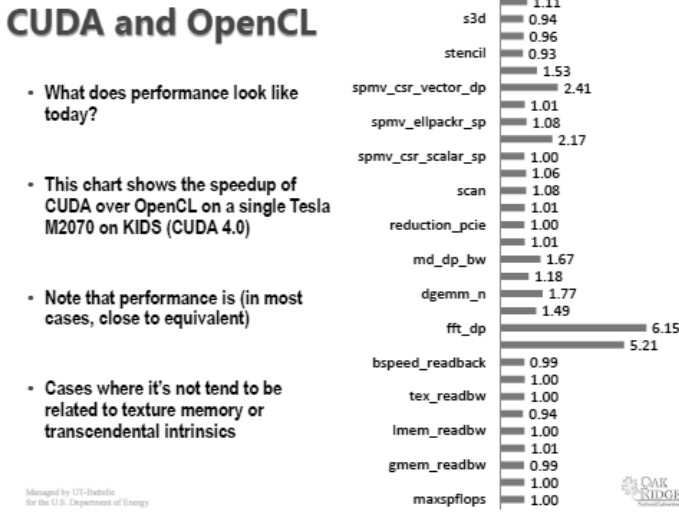 CUDA and OpenCL
• What does performance look like
today?
• This chart shows the speedup of
CUDA over OpenCL on a single Tesla
M2070 on KIDS (CUDA 4.0)
• Note that performance is (in most
cases, close to equivalent)
• Cases where it's not tend to be
related to texture memory or
transcendental intrinsics
Managed by UT-Battelle
for the U.S. Department of Energy
1.11
s3d 0.94
0.96
stencil 0.93
1.53
spmv_csr_vector_dp 2.41
1.01
spmv_ellpackr_sp 1.08
2.17
spmv_csr_scalar_sp 1.00
1.06
scan 1.08
1.01
reduction_pcie 1.00
1.01
md_dp_bw 1.67
1.18
dgemm_n 1.77
1.49
fft_dp 6.15
5.21
bspeed_readback 0.99
1.00
tex_readbw 1.00
0.94
lmem_readbw 1.00
1.01
gmem_readbw 0.99
1.00
maxspflops 1.00
OAK
RIDGE
National Laboratory